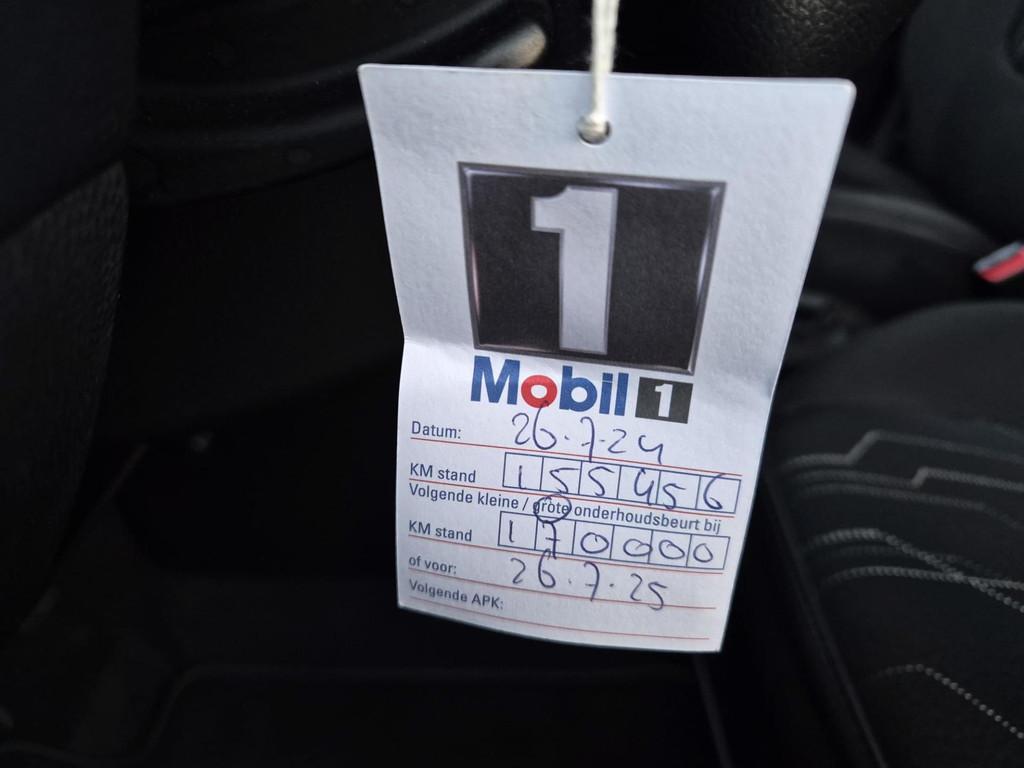 1
Mobil 1
Datum: 26.7.24
KM stand 155456
Volgende kleine / grote onderhoudsbeurt bij
KM stand 170000
of voor: 26.7.25
Volgende APK: